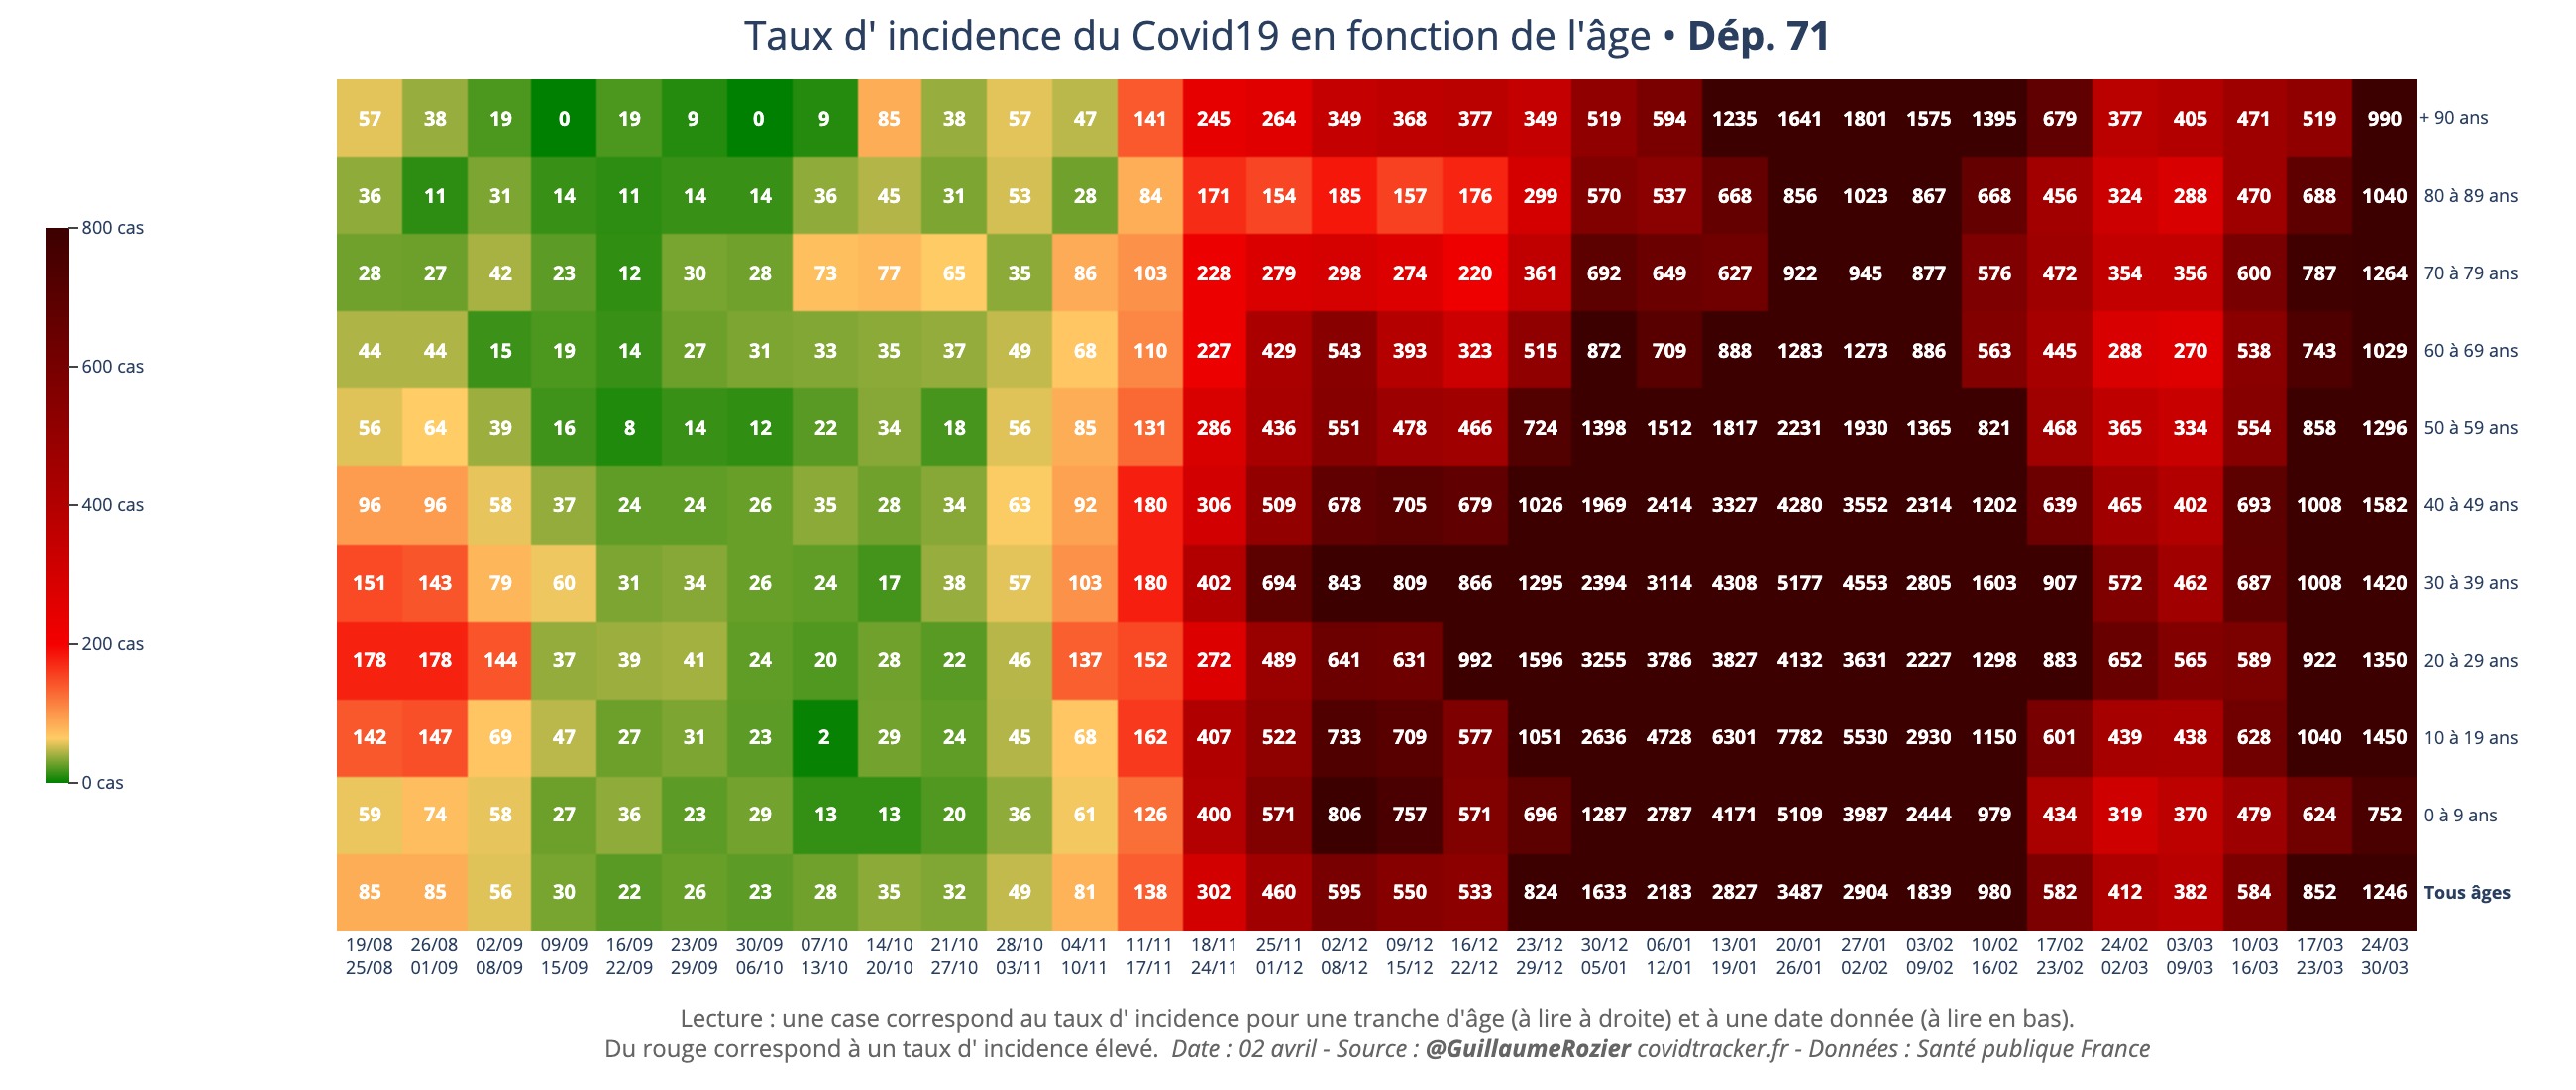 Taux d' incidence du Covid19 en fonction de l'âge • Dép. 71
57 38 19 0 19 9 0 9 85 38 57 47 141 245 264 349 368 377 349 519 594 1235 1641 1801 1575 1395 679 377 405 471 519 990 + 90 ans
36 11 31 14 11 14 14 36 45 31 53 28 84 171 154 185 157 176 299 570 537 668 856 1023 867 668 456 324 288 470 688 1040 80 à 89 ans
800 cas
28 27 42 23 12 30 28 73 77 65 35 86 103 228 279 298 274 220 361 692 649 627 922 945 877 576 472 354 356 600 787 1264 70 à 79 ans
44 44 15 19 14 27 31 33 35 37 49 68 110 227 429 543 393 323 515 872 709 888 1283 1273 886 563 445 288 270 538 743 1029 60 à 69 ans
600 cas
56 64 39 16 8 14 12 22 34 18 56 85 131 286 436 551 478 466 724 1398 1512 1817 2231 1930 1365 821 468 365 334 554 858 1296 50 à 59 ans
400 cas
96 96 58 37 24 24 26 35 28 34 63 92 180 306 509 678 705 679 1026 1969 2414 3327 4280 3552 2314 1202 639 465 402 693 1008 1582 40 à 49 ans
151 143 79 60 31 34 26 24 17 38 57 103 180 402 694 843 809 866 1295 2394 3114 4308 5177 4553 2805 1603 907 572 462 687 1008 1420 30 à 39 ans
200 cas
178 178 144 37 39 41 24 20 28 22 46 137 152 272 489 641 631 992 1596 3255 3786 3827 4132 3631 2227 1298 883 652 565 589 922 1350 20 à 29 ans
142 147 69 47 27 31 23 2 29 24 45 68 162 407 522 733 709 577 1051 2636 4728 6301 7782 5530 2930 1150 601 439 438 628 1040 1450 10 à 19 ans
0 cas
59 74 58 27 36 23 29 13 13 20 36 61 126 400 571 806 757 571 696 1287 2787 4171 5109 3987 2444 979 434 319 370 479 624 752 0 à 9 ans
85 85 56 30 22 26 23 28 35 32 49 81 138 302 460 595 550 533 824 1633 2183 2827 3487 2904 1839 980 582 412 382 584 852 1246 Tous âges
19/08 26/08 02/09 09/09 16/09 23/09 30/09 07/10 14/10 21/10 28/10 04/11 11/11 18/11 25/11 02/12 09/12 16/12 23/12 30/12 06/01 13/01 20/01 27/01 03/02 10/02 17/02 24/02 03/03 10/03 17/03 24/03
25/08 01/09 08/09 15/09 22/09 29/09 06/10 13/10 20/10 27/10 03/11 10/11 17/11 24/11 01/12 08/12 15/12 22/12 29/12 05/01 12/01 19/01 26/01 02/02 09/02 16/02 23/02 02/03 09/03 16/03 23/03 30/03
Lecture : une case correspond au taux d' incidence pour une tranche d'âge (à lire à droite) et à une date donnée (à lire en bas).
Du rouge correspond à un taux d' incidence élevé. Date : 02 avril - Source : @GuillaumeRozier covidtracker.fr - Données : Santé publique France